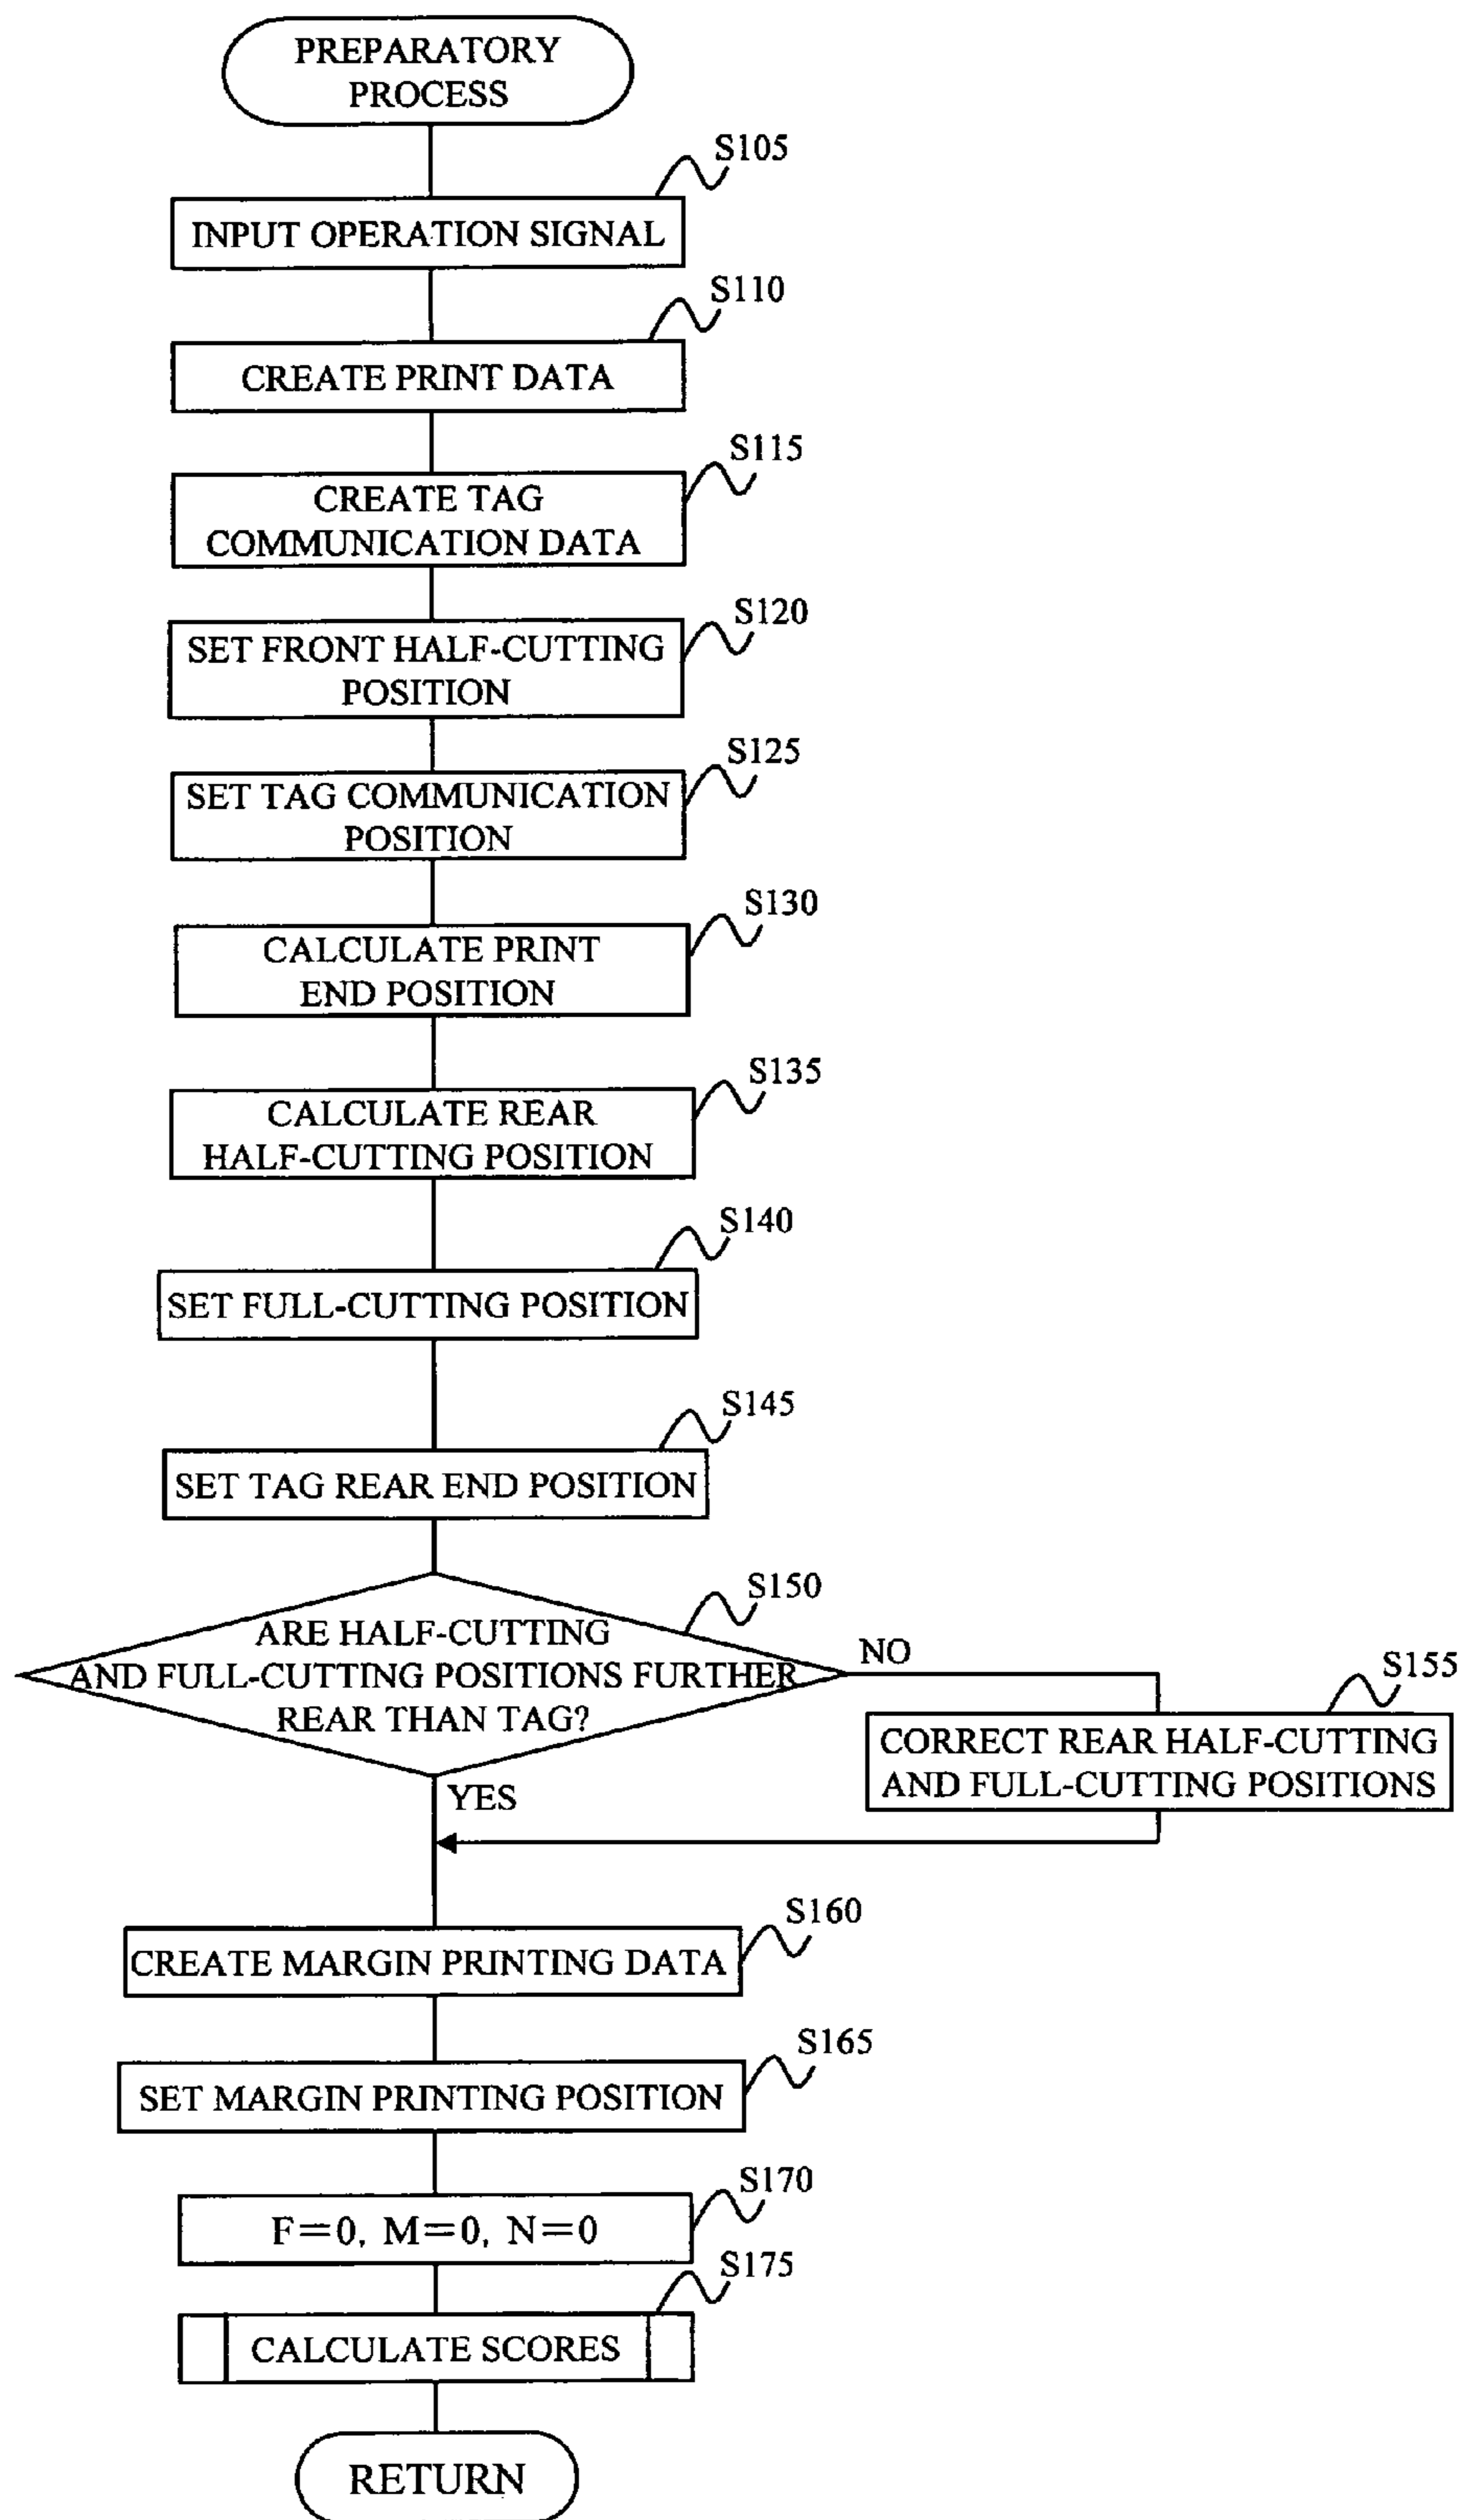 PREPARATORY
PROCESS
S105
INPUT OPERATION SIGNAL
S110
CREATE PRINT DATA
S115
CREATE TAG
COMMUNICATION DATA
S120
SET FRONT HALF-CUTTING
POSITION
S125
SET TAG COMMUNICATION
POSITION
S130
CALCULATE PRINT
END POSITION
S135
CALCULATE REAR
HALF-CUTTING POSITION
S140
SET FULL-CUTTING POSITION
S145
SET TAG REAR END POSITION
S150
ARE HALF-CUTTING
AND FULL-CUTTING POSITIONS FURTHER
REAR THAN TAG?
NO
S155
CORRECT REAR HALF-CUTTING
AND FULL-CUTTING POSITIONS
YES
S160
CREATE MARGIN PRINTING DATA
S165
SET MARGIN PRINTING POSITION
S170
F=0, M=0, N=0
S175
CALCULATE SCORES
RETURN